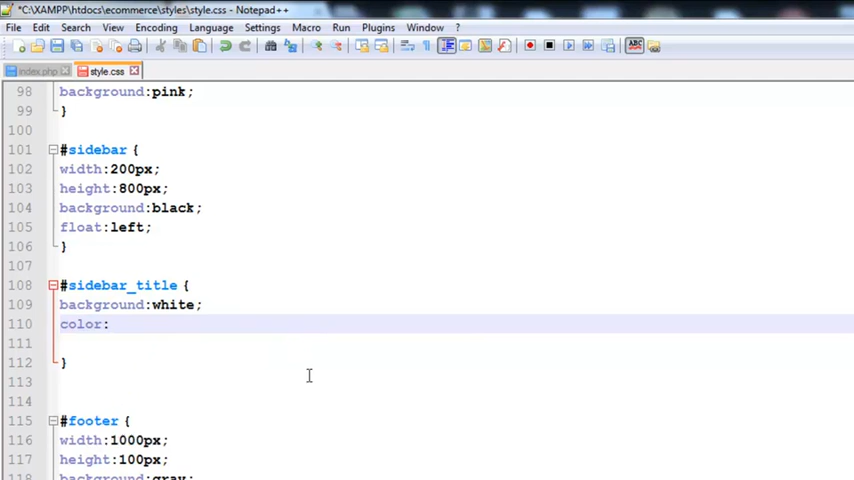 *C:\XAMPP\htdocs\ecommerce\styles\style.css - Notepad++
File Edit Search View Encoding Language Settings Macro Run Plugins Window ?
ABC
index.php style.css
98 background:pink;
99 }
100
101 #sidebar {
102 width:200px;
103 height:800px;
104 background:black;
105 float:left;
106 }
107
108 #sidebar_title {
109 background:white;
110 color:
111
112 }
113
114
115 #footer {
116 width:1000px;
117 height:100px;
118 background:gray;